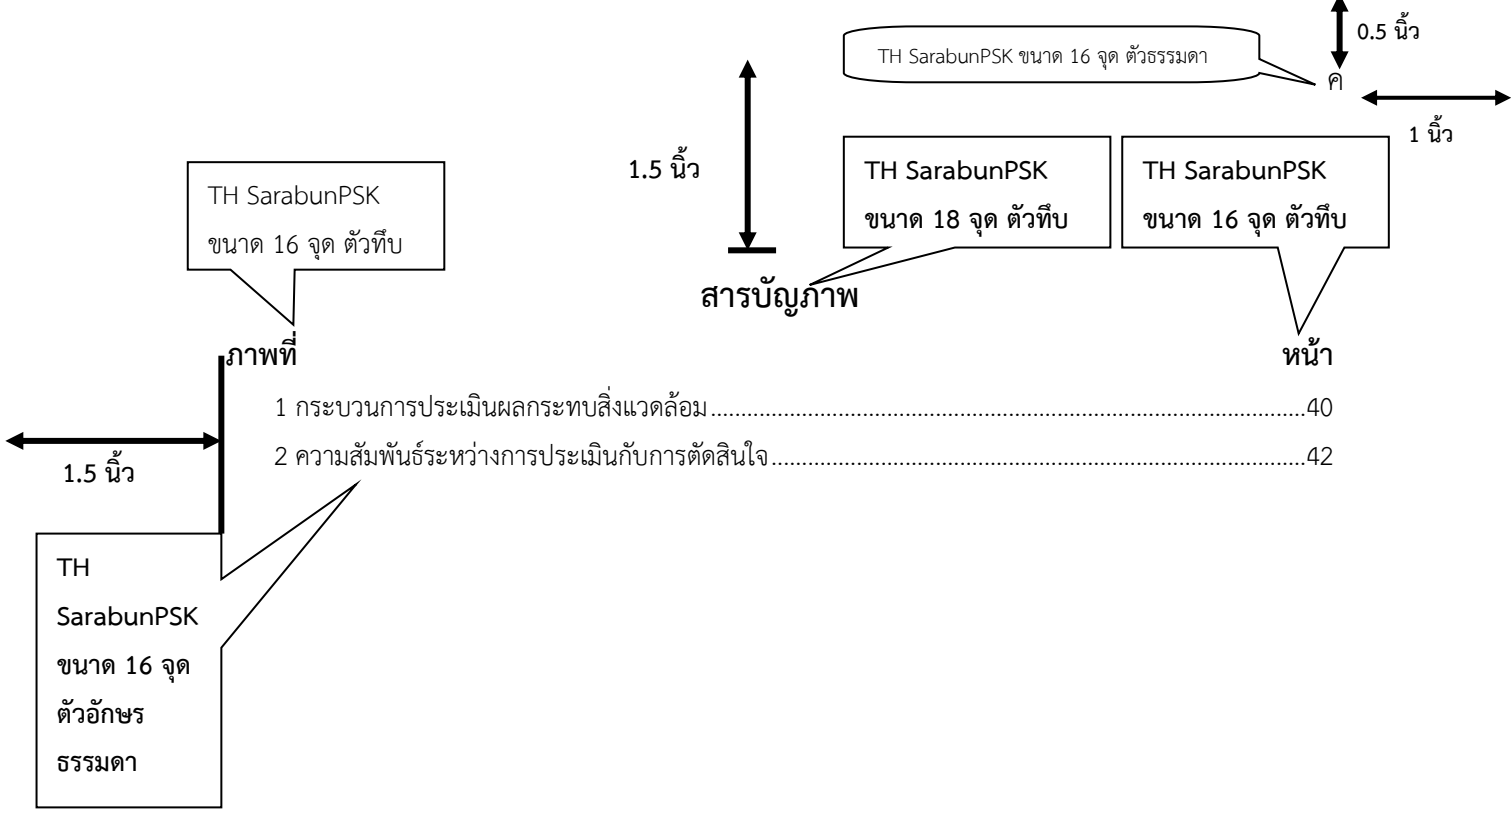 0.5 นิ้ว
TH SarabunPSK ขนาด 16 จุด ตัวธรรมดา
ค
1 นิ้ว
1.5 นิ้ว
TH SarabunPSK
ขนาด 18 จุด ตัวทึบ
TH SarabunPSK
ขนาด 16 จุด ตัวทึบ
TH SarabunPSK
ขนาด 16 จุด ตัวทึบ
สารบัญภาพ
ภาพที่ หน้า
1 กระบวนการประเมินผลกระทบสิ่งแวดล้อม...................................................................................................40
2 ความสัมพันธ์ระหว่างการประเมินกับการตัดสินใจ.........................................................................................42
1.5 นิ้ว
TH
SarabunPSK
ขนาด 16 จุด
ตัวอักษร
ธรรมดา